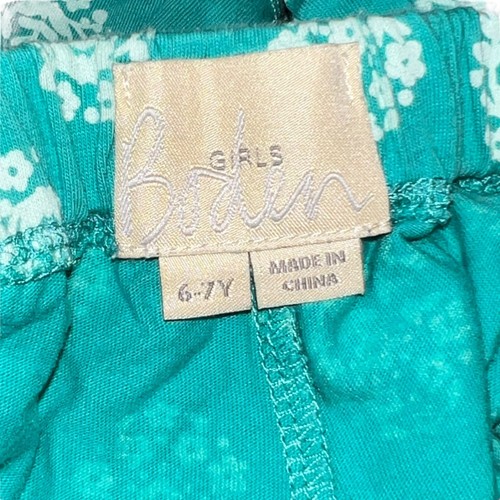 GIRLS
Boden
6-7Y
MADE IN
CHINA